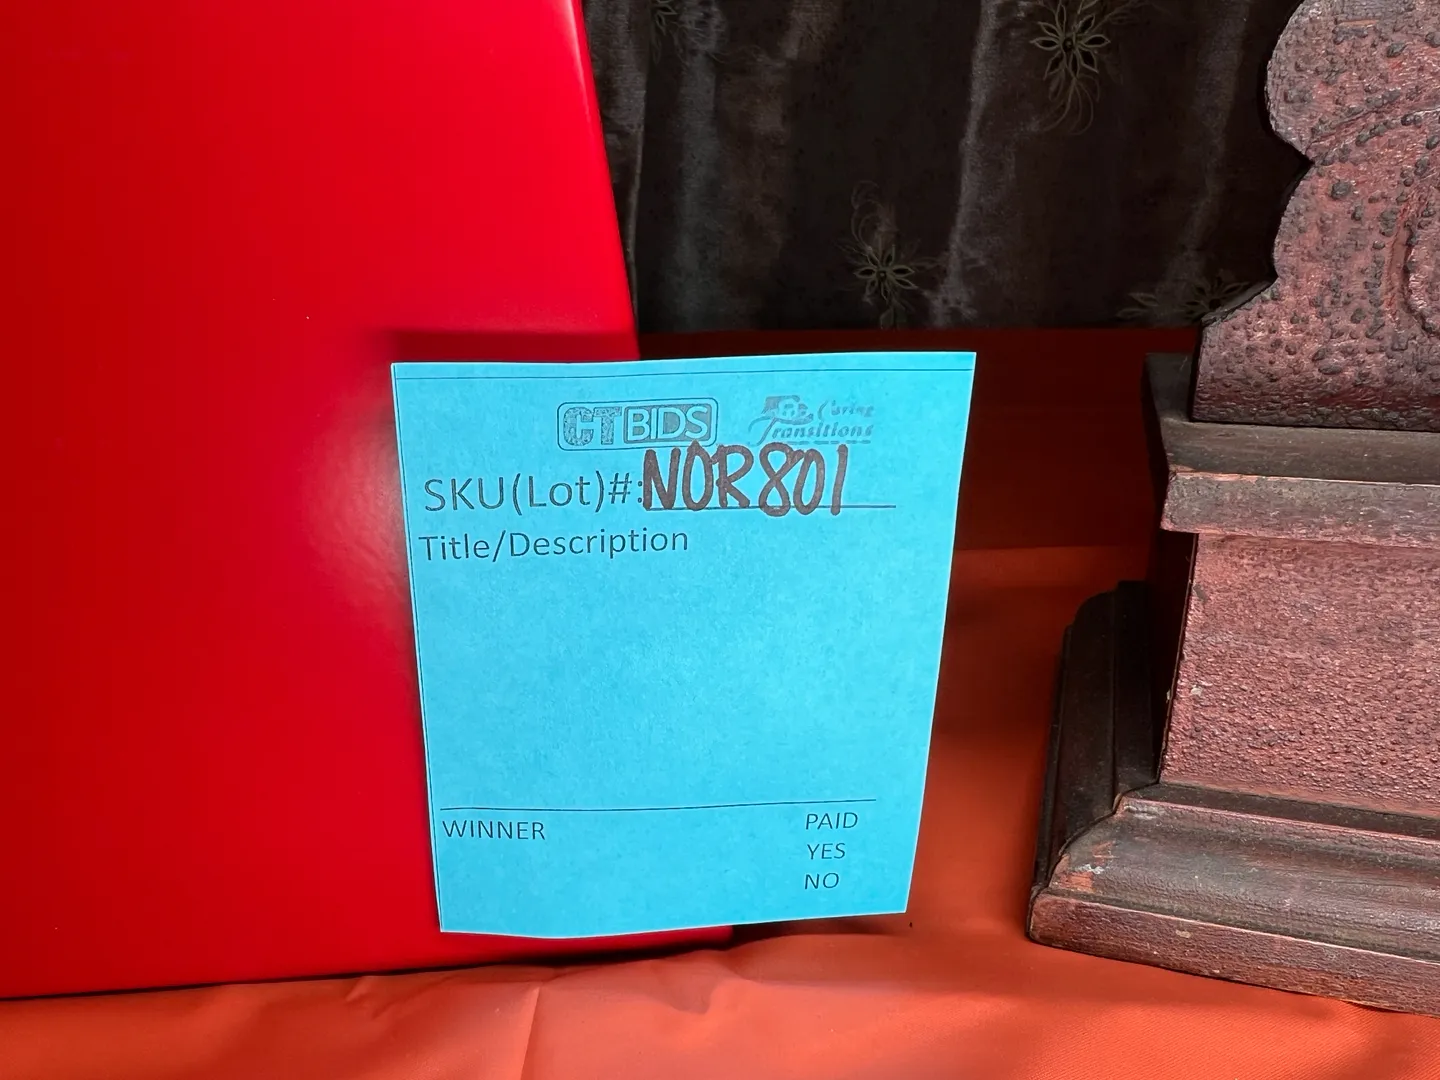 CTBIDS
Caring
Transitions
SKU(Lot)#:NOR801
Title/Description
WINNER
PAID
YES
NO